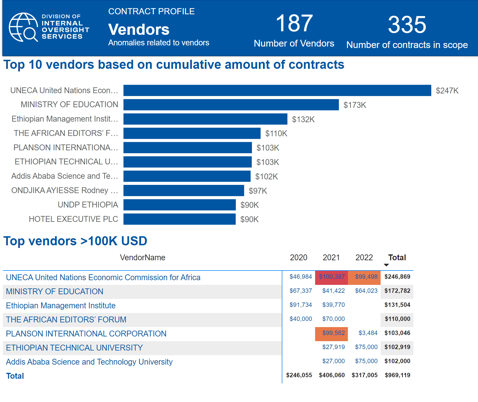 DIVISION OF
INTERNAL
OVERSIGHT
SERVICES
CONTRACT PROFILE
Vendors
Anomalies related to vendors
187
Number of Vendors
335
Number of contracts in scope
Top 10 vendors based on cumulative amount of contracts
UNECA United Nations Econ... $247K
MINISTRY OF EDUCATION $173K
Ethiopian Management Instit... $132K
THE AFRICAN EDITORS' F... $110K
PLANSON INTERNATIONA... $103K
ETHIOPIAN TECHNICAL U... $103K
Addis Ababa Science and Te... $102K
ONDJIKA AYIESSE Rodney ... $97K
UNDP ETHIOPIA $90K
HOTEL EXECUTIVE PLC $90K
Top vendors >100K USD
VendorName 2020 2021 2022 Total
UNECA United Nations Economic Commission for Africa $46,984 $100,387 $99,498 $246,869
MINISTRY OF EDUCATION $67,337 $41,422 $64,023 $172,782
Ethiopian Management Institute $91,734 $39,770 $131,504
THE AFRICAN EDITORS' FORUM $40,000 $70,000 $110,000
PLANSON INTERNATIONAL CORPORATION $99,562 $3,484 $103,046
ETHIOPIAN TECHNICAL UNIVERSITY $27,919 $75,000 $102,919
Addis Ababa Science and Technology University $27,000 $75,000 $102,000
Total $246,055 $406,060 $317,005 $969,119